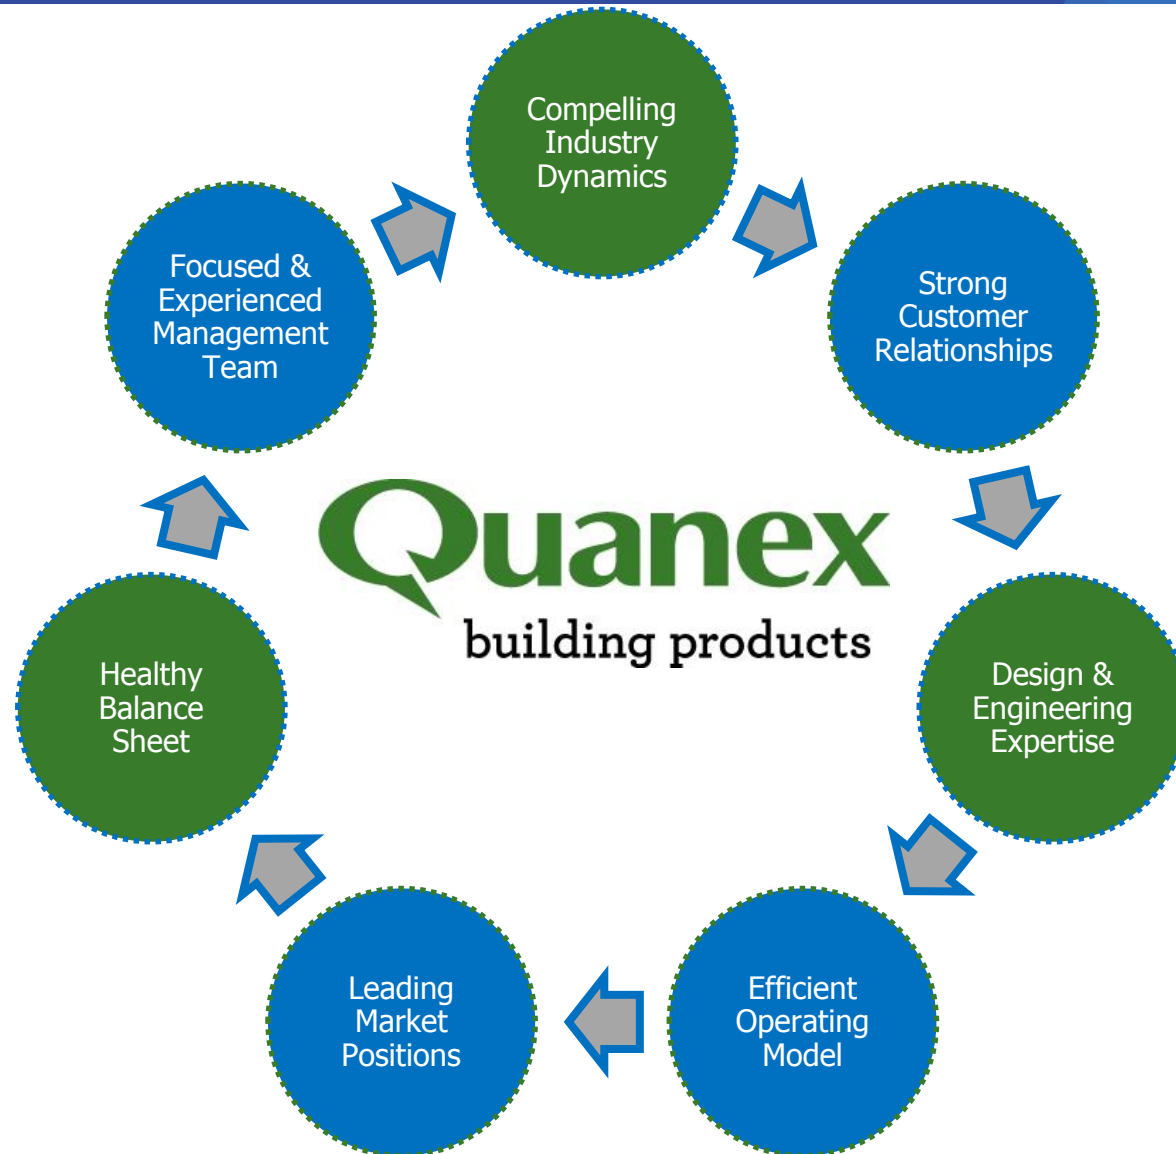 Compelling
Industry
Dynamics
Strong
Customer
Relationships
Design &
Engineering
Expertise
Efficient
Operating
Model
Leading
Market
Positions
Healthy
Balance
Sheet
Focused &
Experienced
Management
Team
Quanex
building products